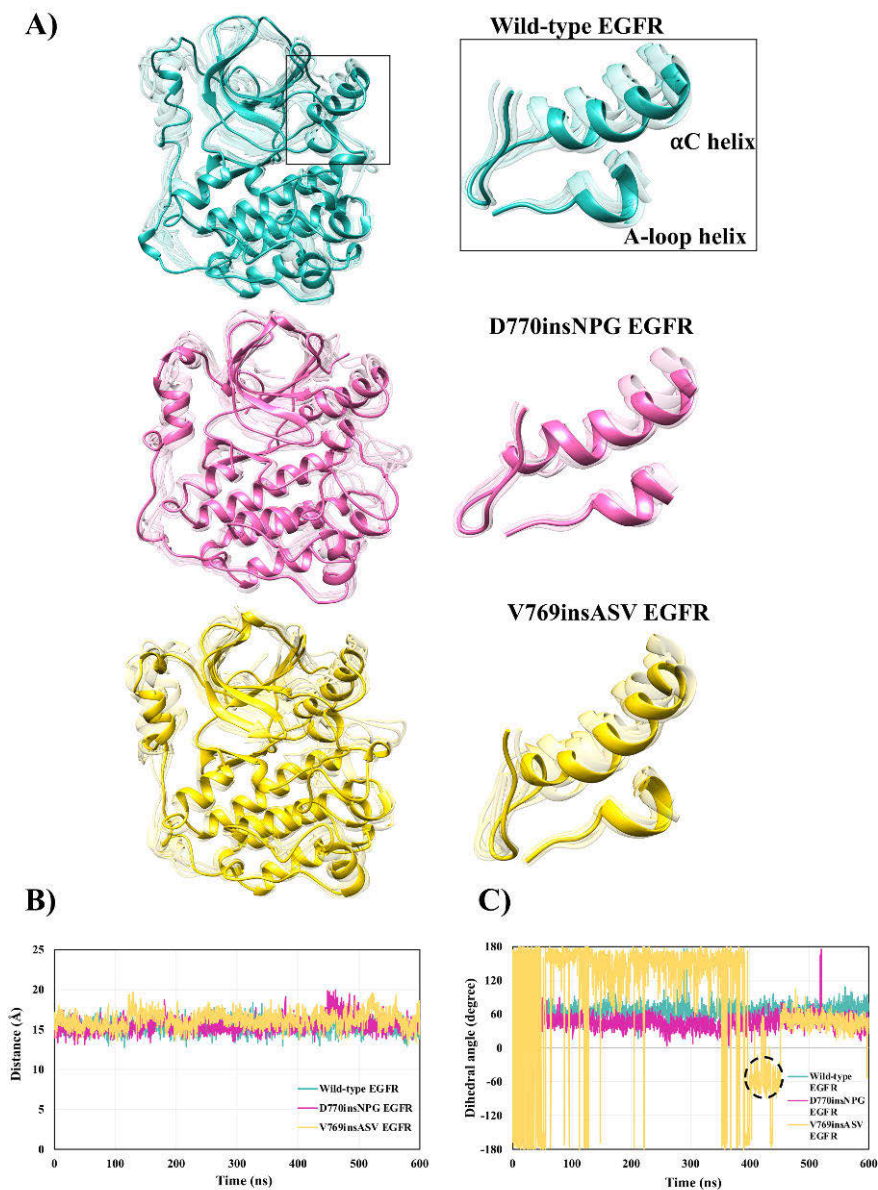 A)
Wild-type EGFR
αC helix
A-loop helix
D770insNPG EGFR
V769insASV EGFR
B)
25
20
15
10
5
0
0 100 200 300 400 500 600
Distance (Å)
Time (ns)
Wild-type EGFR
D770insNPG EGFR
V769insASV EGFR
C)
180
120
60
0
-60
-120
-180
0 100 200 300 400 500 600
Dihedral angle (degree)
Time (ns)
Wild-type
EGFR
D770insNPG
EGFR
V769insASV
EGFR